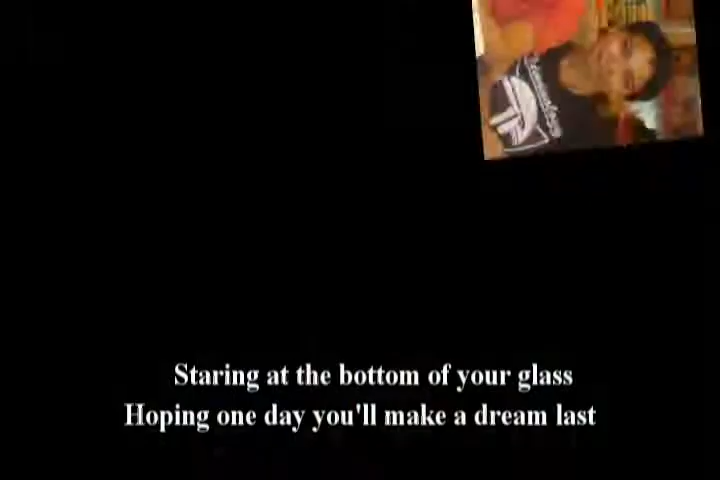 Staring at the bottom of your glass
Hoping one day you'll make a dream last